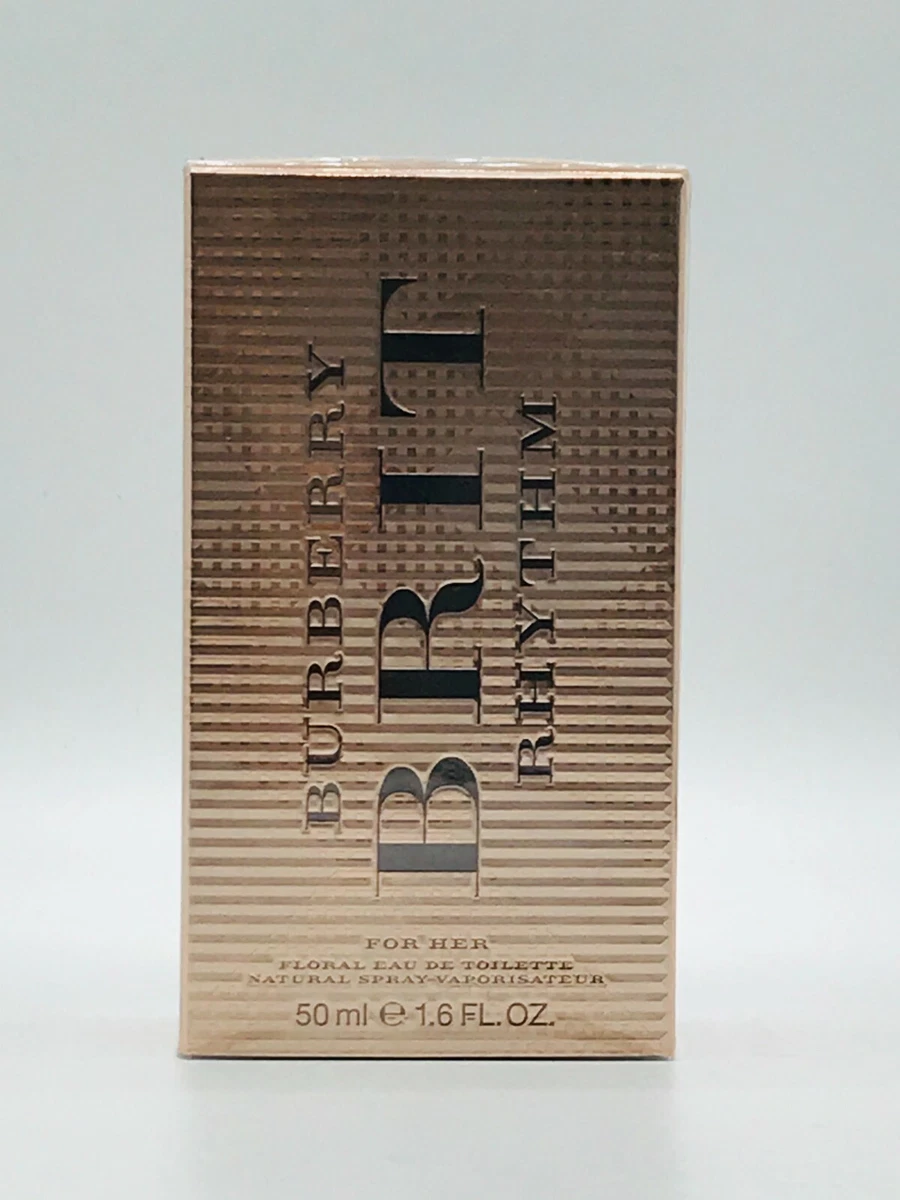 BURBERRY
BRIT
RHYTHM
FOR HER
FLORAL EAU DE TOILETTE
NATURAL SPRAY-VAPORISATEUR
50 ml ℮ 1.6 FL. OZ.